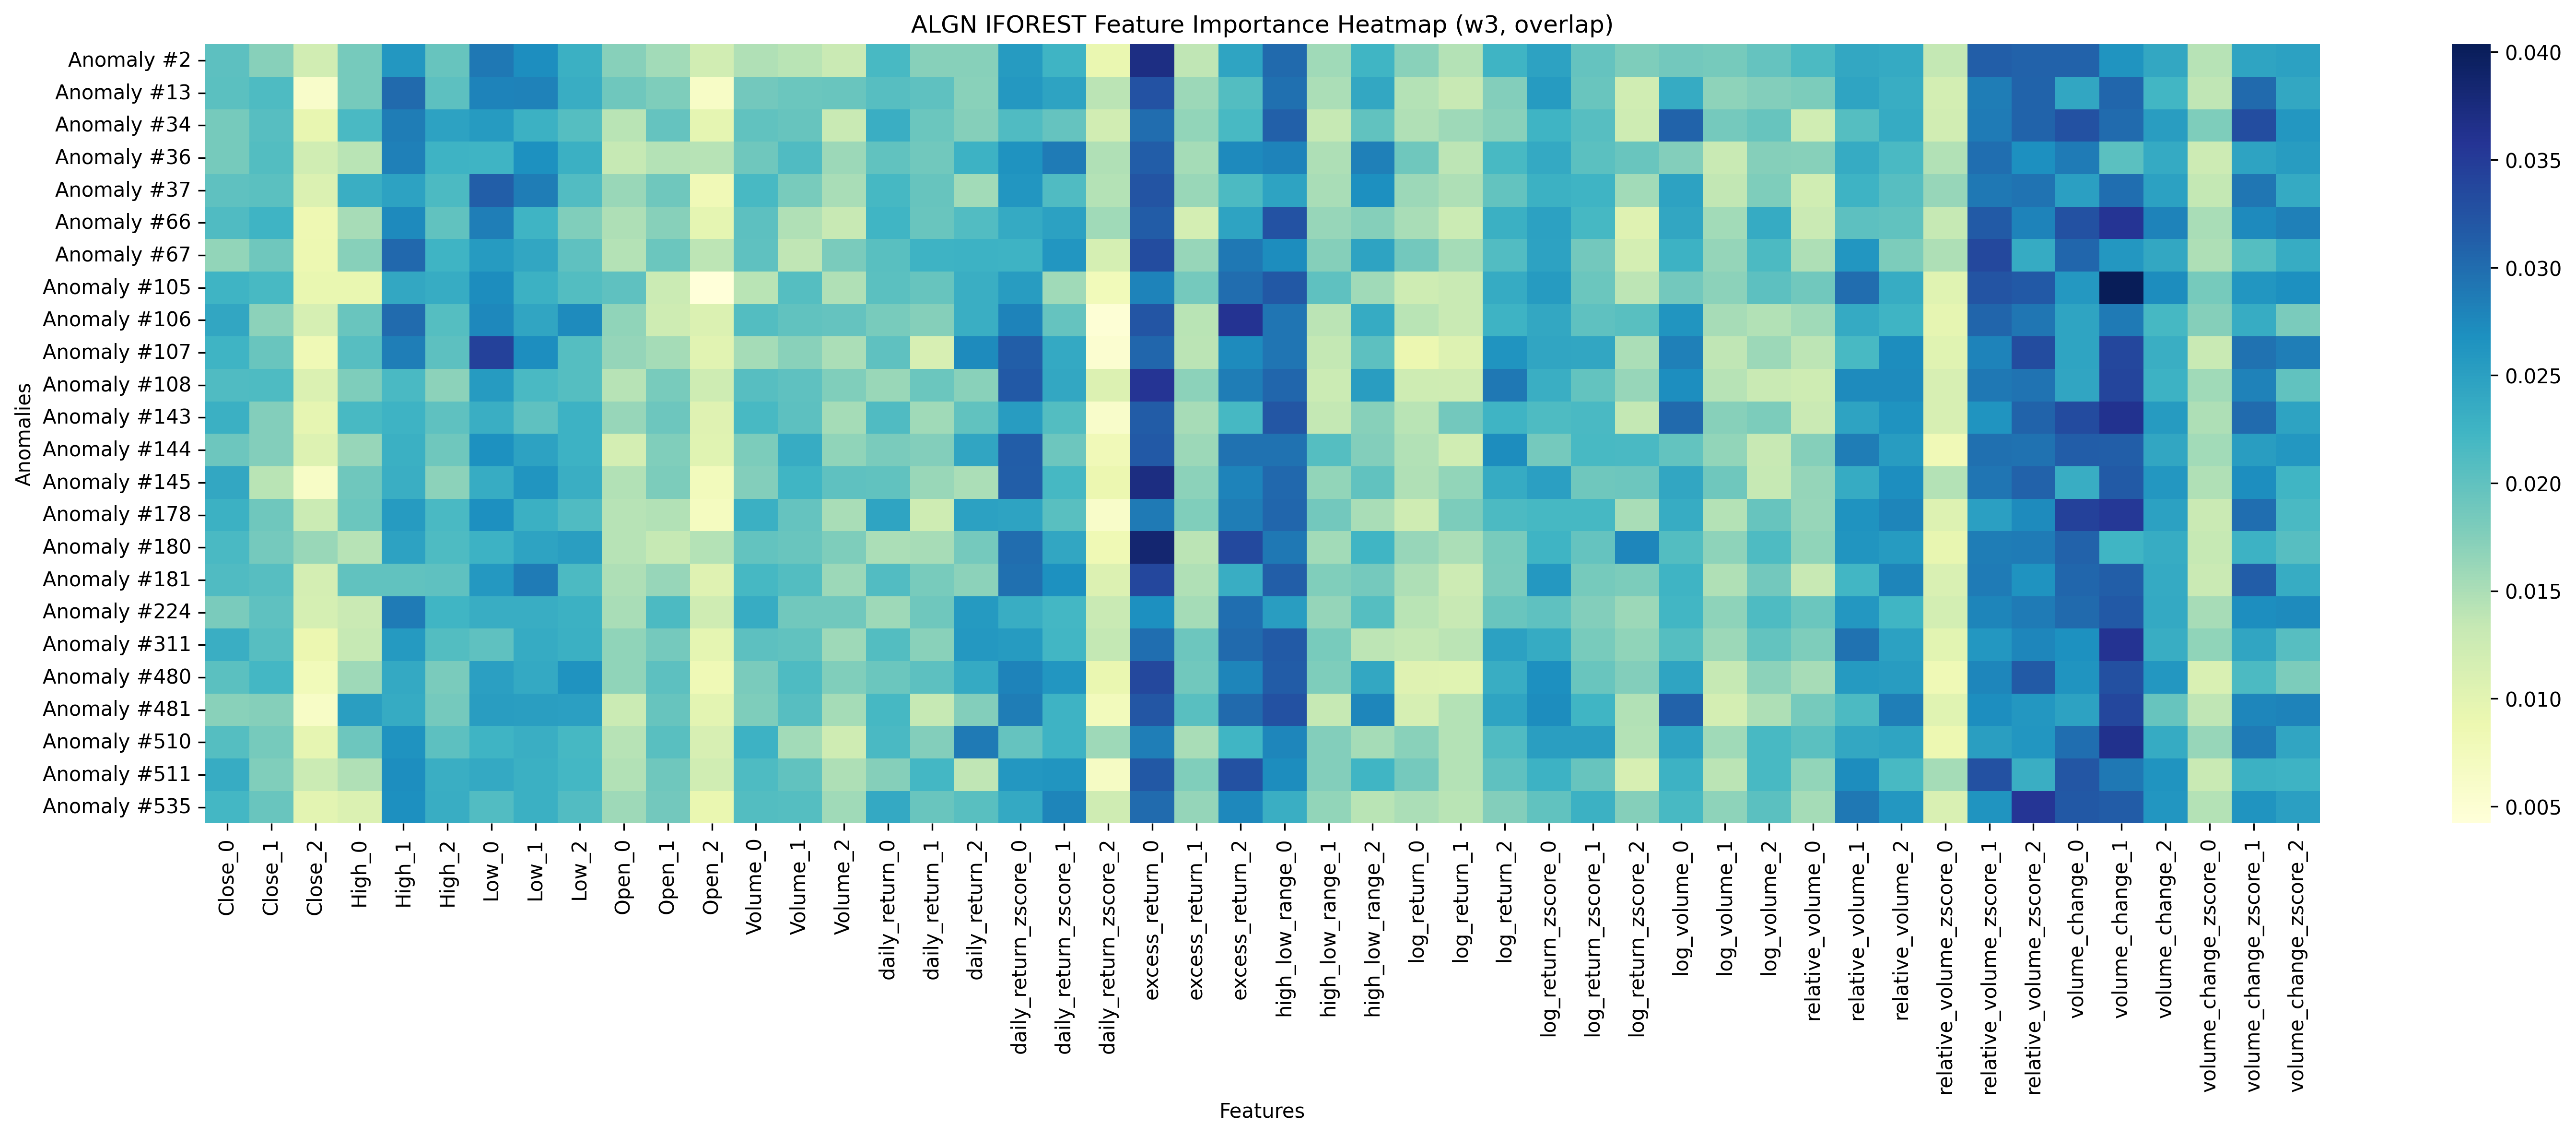 ALGN IFOREST Feature Importance Heatmap (w3, overlap)
Anomalies
Anomaly #2
Anomaly #13
Anomaly #34
Anomaly #36
Anomaly #37
Anomaly #66
Anomaly #67
Anomaly #105
Anomaly #106
Anomaly #107
Anomaly #108
Anomaly #143
Anomaly #144
Anomaly #145
Anomaly #178
Anomaly #180
Anomaly #181
Anomaly #224
Anomaly #311
Anomaly #480
Anomaly #481
Anomaly #510
Anomaly #511
Anomaly #535
Close_0
Close_1
Close_2
High_0
High_1
High_2
Low_0
Low_1
Low_2
Open_0
Open_1
Open_2
Volume_0
Volume_1
Volume_2
daily_return_0
daily_return_1
daily_return_2
daily_return_zscore_0
daily_return_zscore_1
daily_return_zscore_2
excess_return_0
excess_return_1
excess_return_2
high_low_range_0
high_low_range_1
high_low_range_2
log_return_0
log_return_1
log_return_2
log_return_zscore_0
log_return_zscore_1
log_return_zscore_2
log_volume_0
log_volume_1
log_volume_2
relative_volume_0
relative_volume_1
relative_volume_2
relative_volume_zscore_0
relative_volume_zscore_1
relative_volume_zscore_2
volume_change_0
volume_change_1
volume_change_2
volume_change_zscore_0
volume_change_zscore_1
volume_change_zscore_2
Features
0.040
0.035
0.030
0.025
0.020
0.015
0.010
0.005